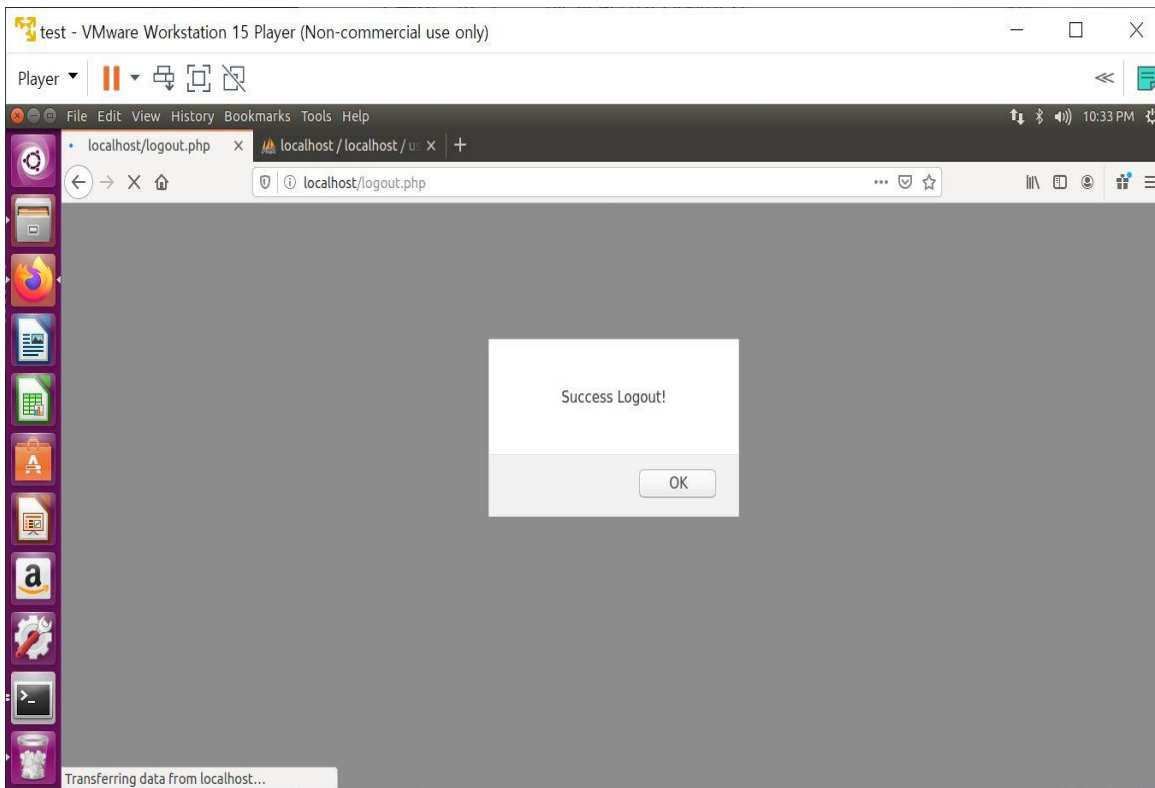 test - VMware Workstation 15 Player (Non-commercial use only)
Player
File Edit View History Bookmarks Tools Help
10:33 PM
localhost/logout.php
localhost / localhost / us
localhost/logout.php
Success Logout!
OK
A
a
>_
Transferring data from localhost...